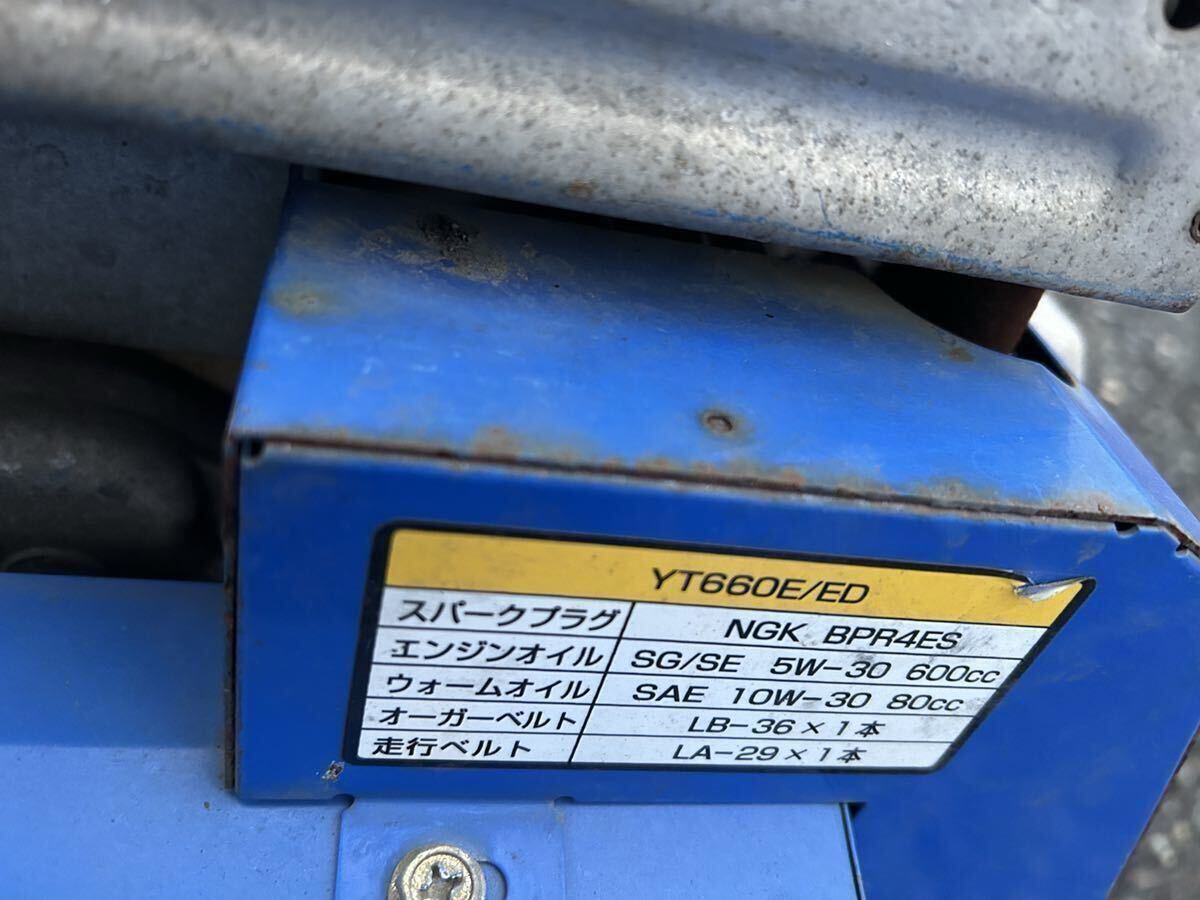 YT660E/ED
スパークプラグ NGK BPR4ES
エンジンオイル SG/SE 5W-30 600cc
ウォームオイル SAE 10W-30 80cc
オーガーベルト LB-36×1本
走行ベルト LA-29×1本